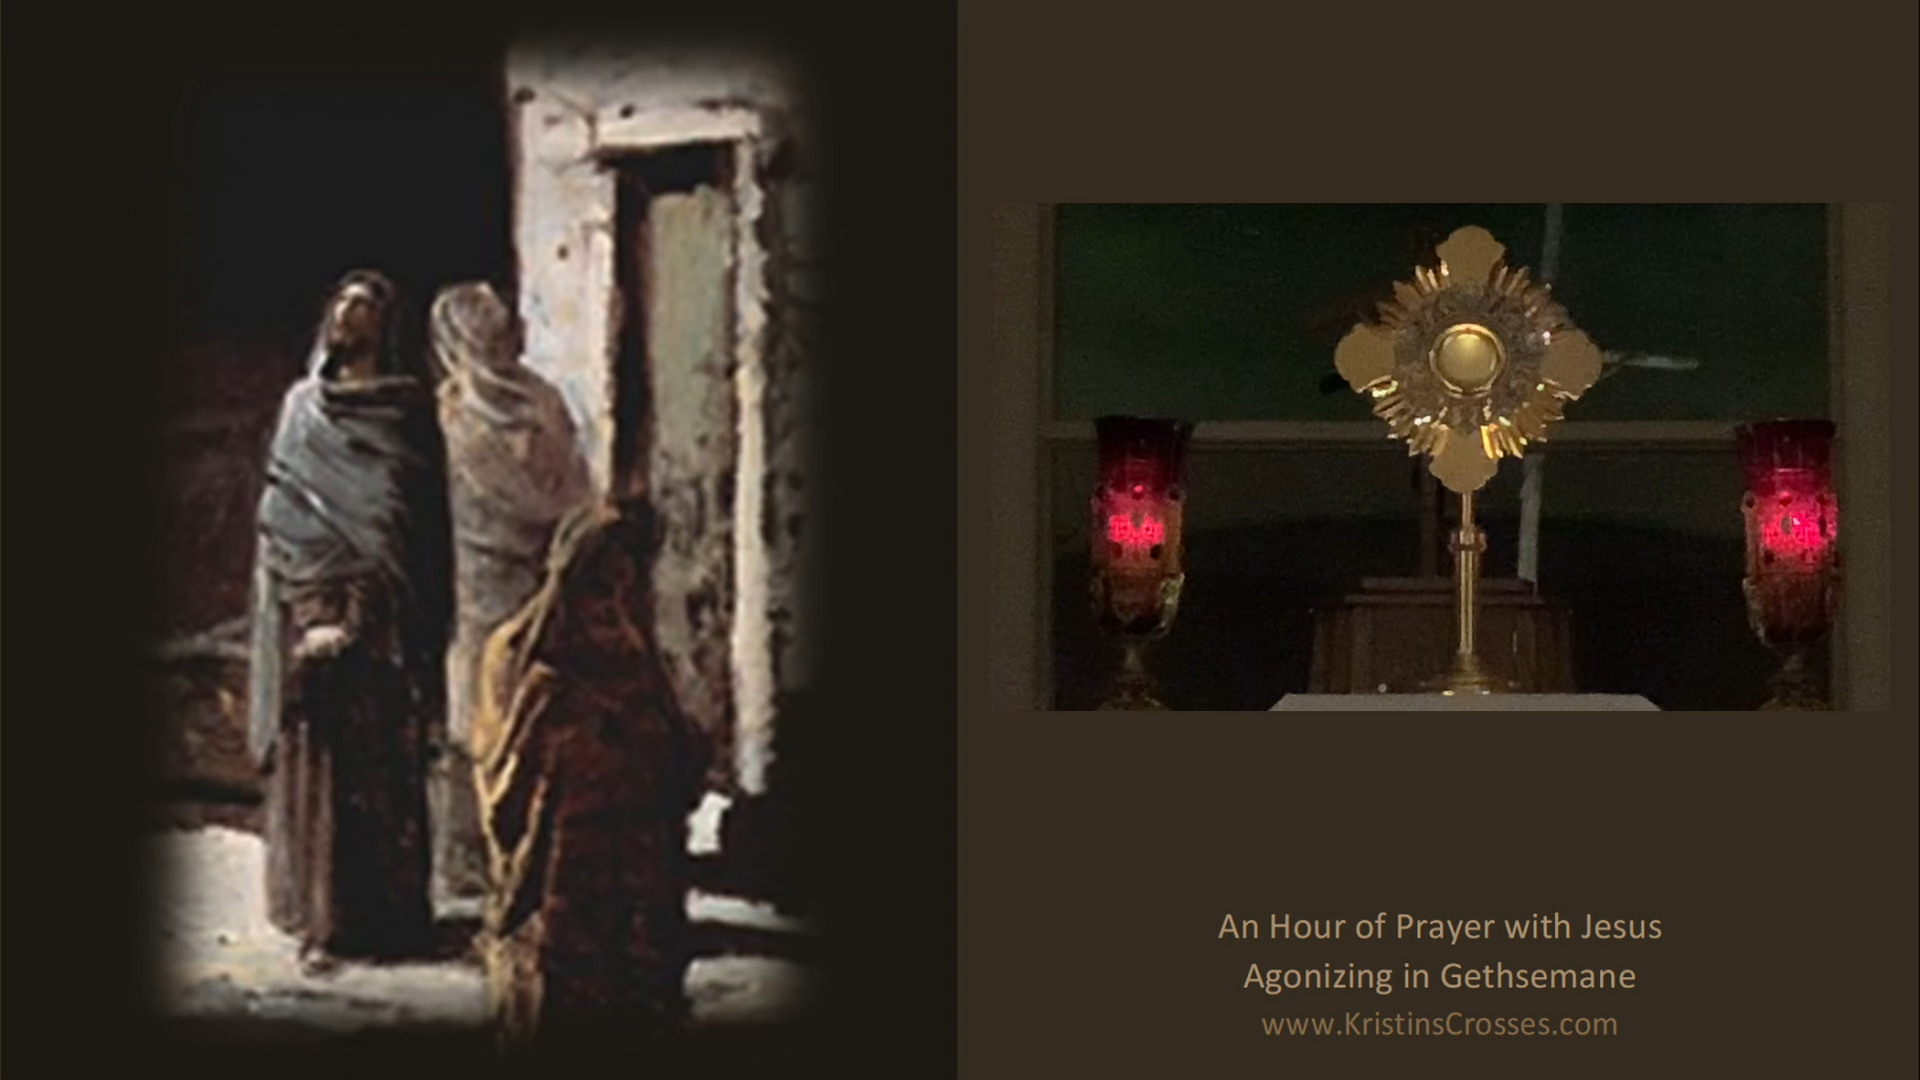 An Hour of Prayer with Jesus
Agonizing in Gethsemane
www.KristinsCrosses.com